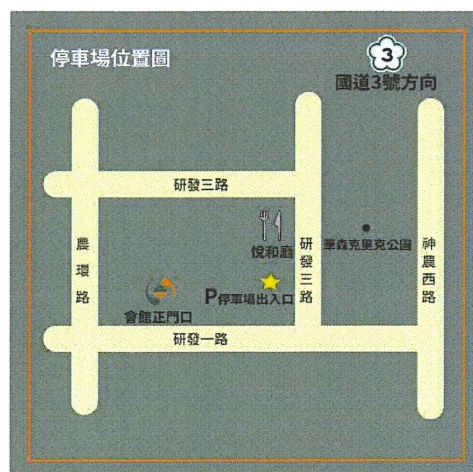 停車場位置圖
3
國道3號方向
研發三路
農環路
悅和庭
研發三路
華森克里克公園
神農西路
會館正門口
P停車場出入口
研發一路